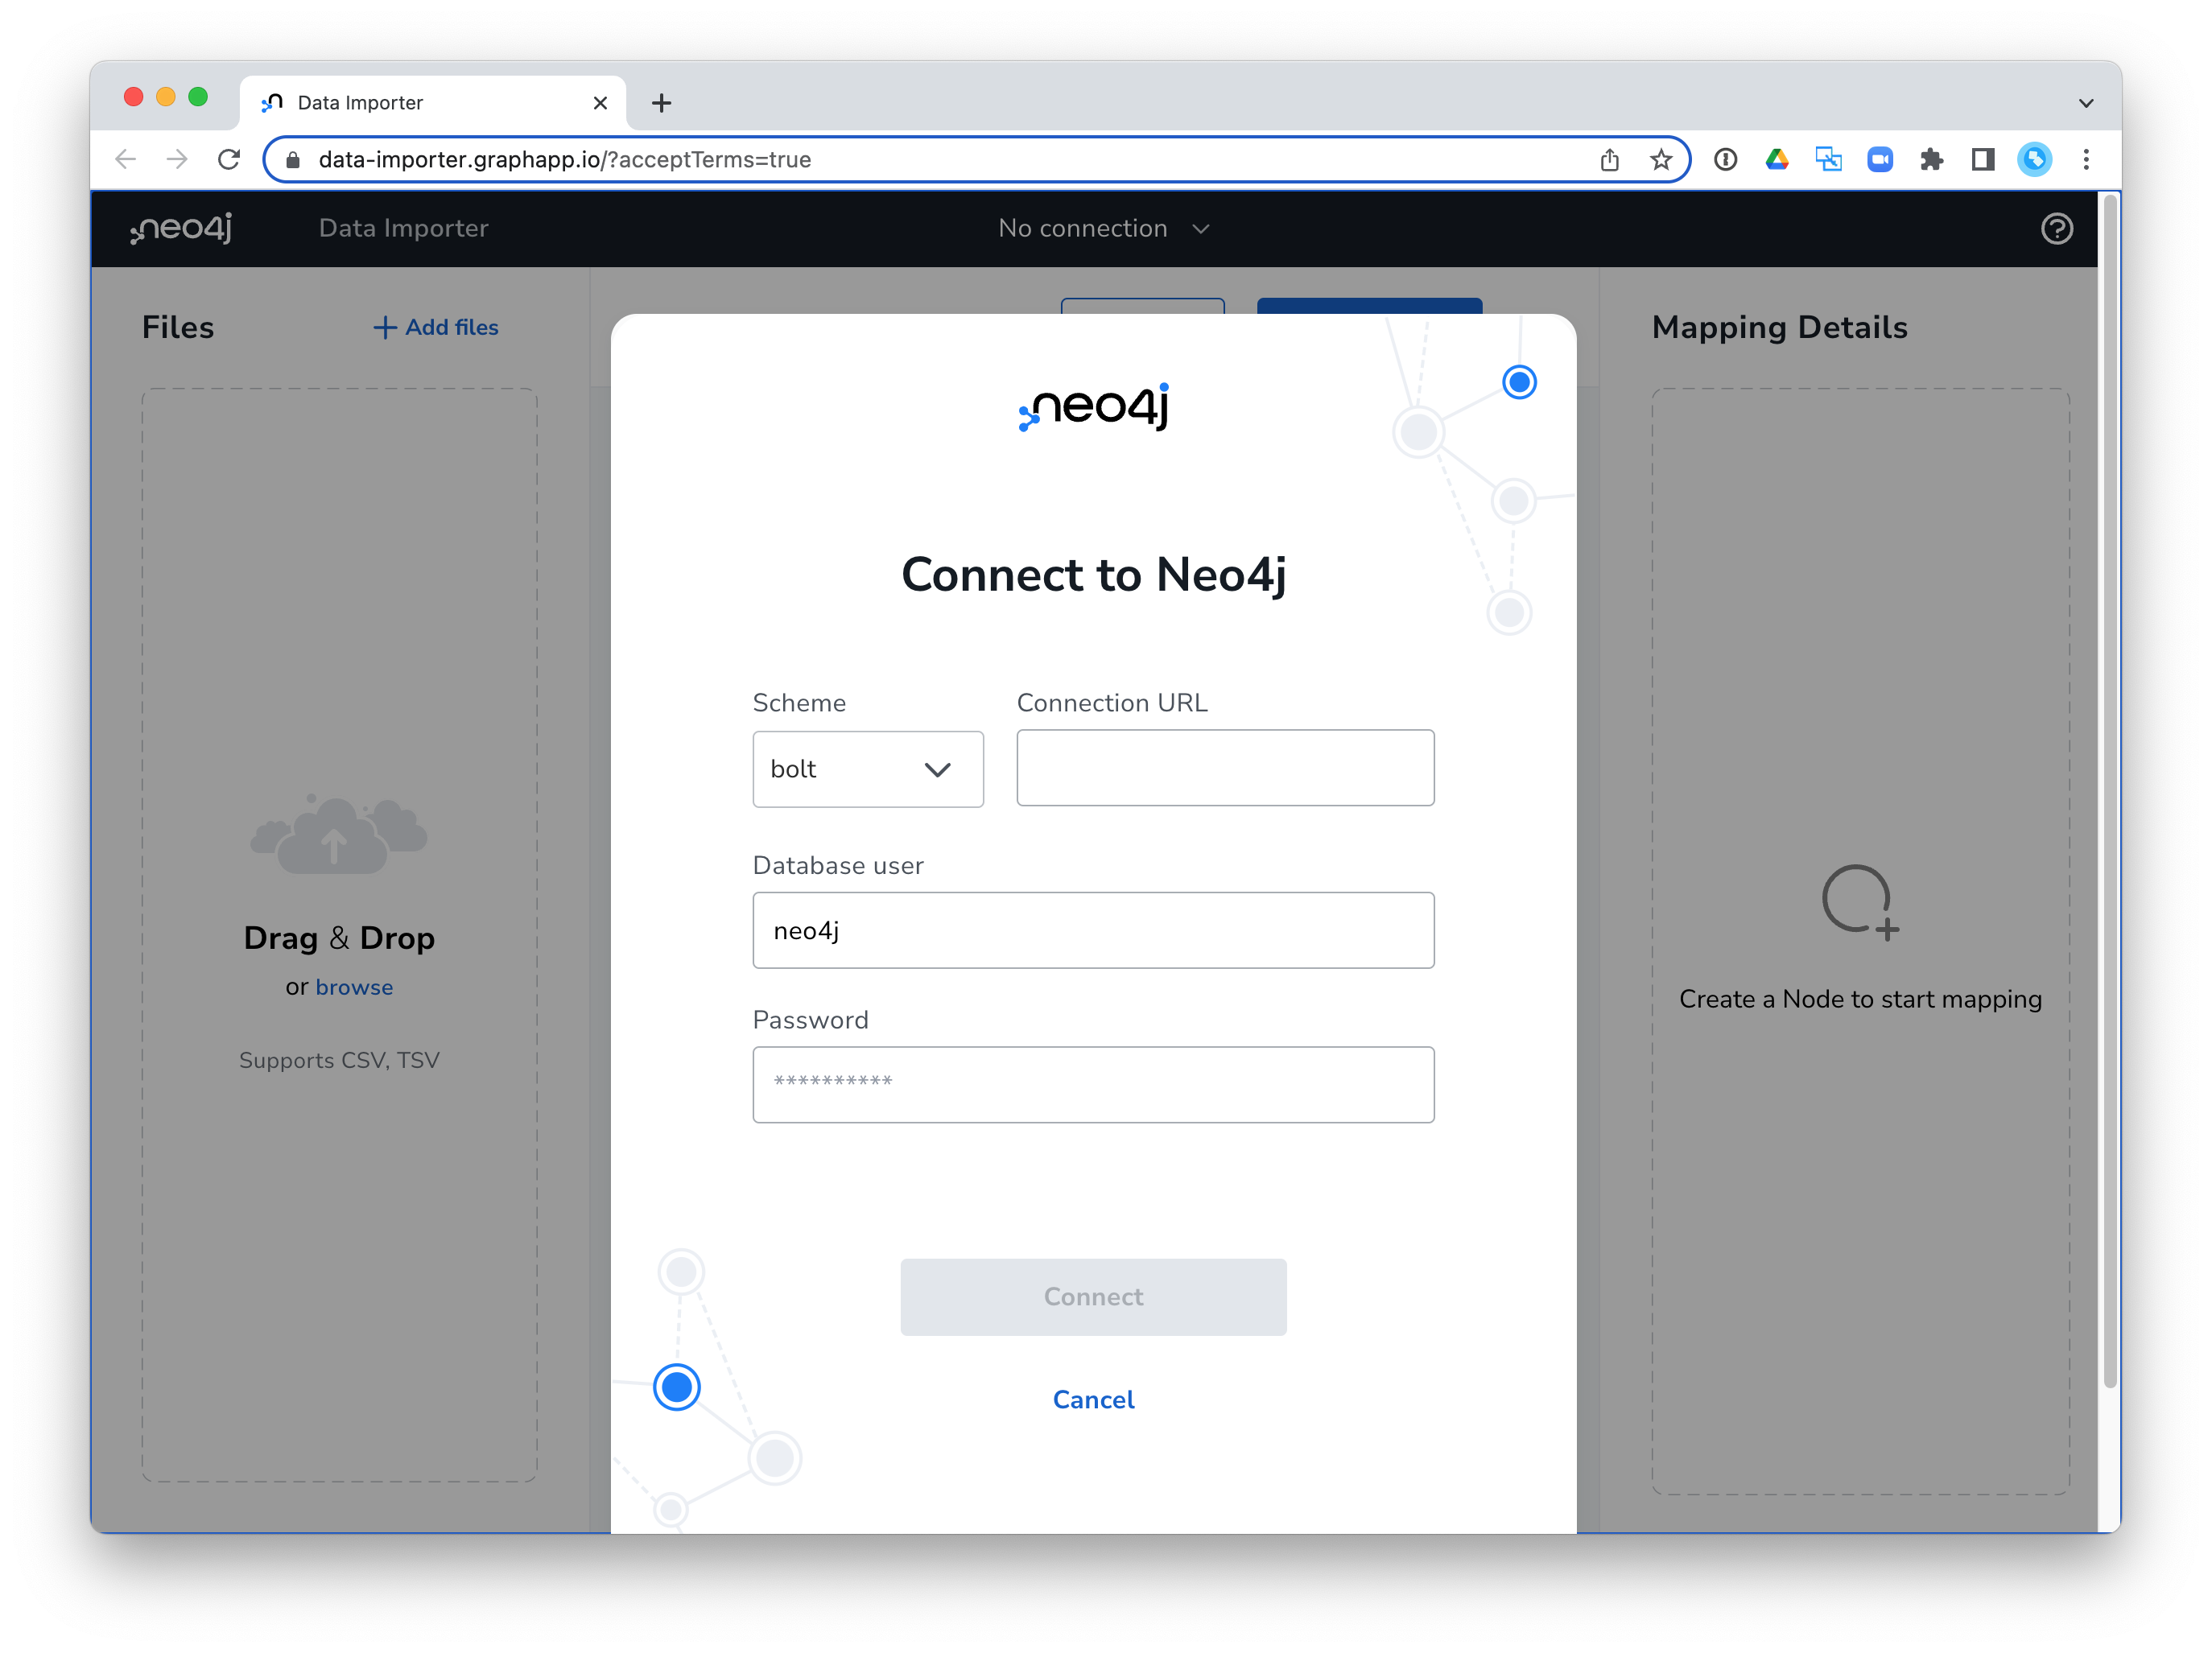 Data Importer
data-importer.graphapp.io/?acceptTerms=true
neo4j
Data Importer
No connection
Files
Add files
Drag & Drop
or browse
Supports CSV, TSV
neo4j
Connect to Neo4j
Scheme
Connection URL
bolt
Database user
neo4j
Password
**********
Connect
Cancel
Mapping Details
Create a Node to start mapping